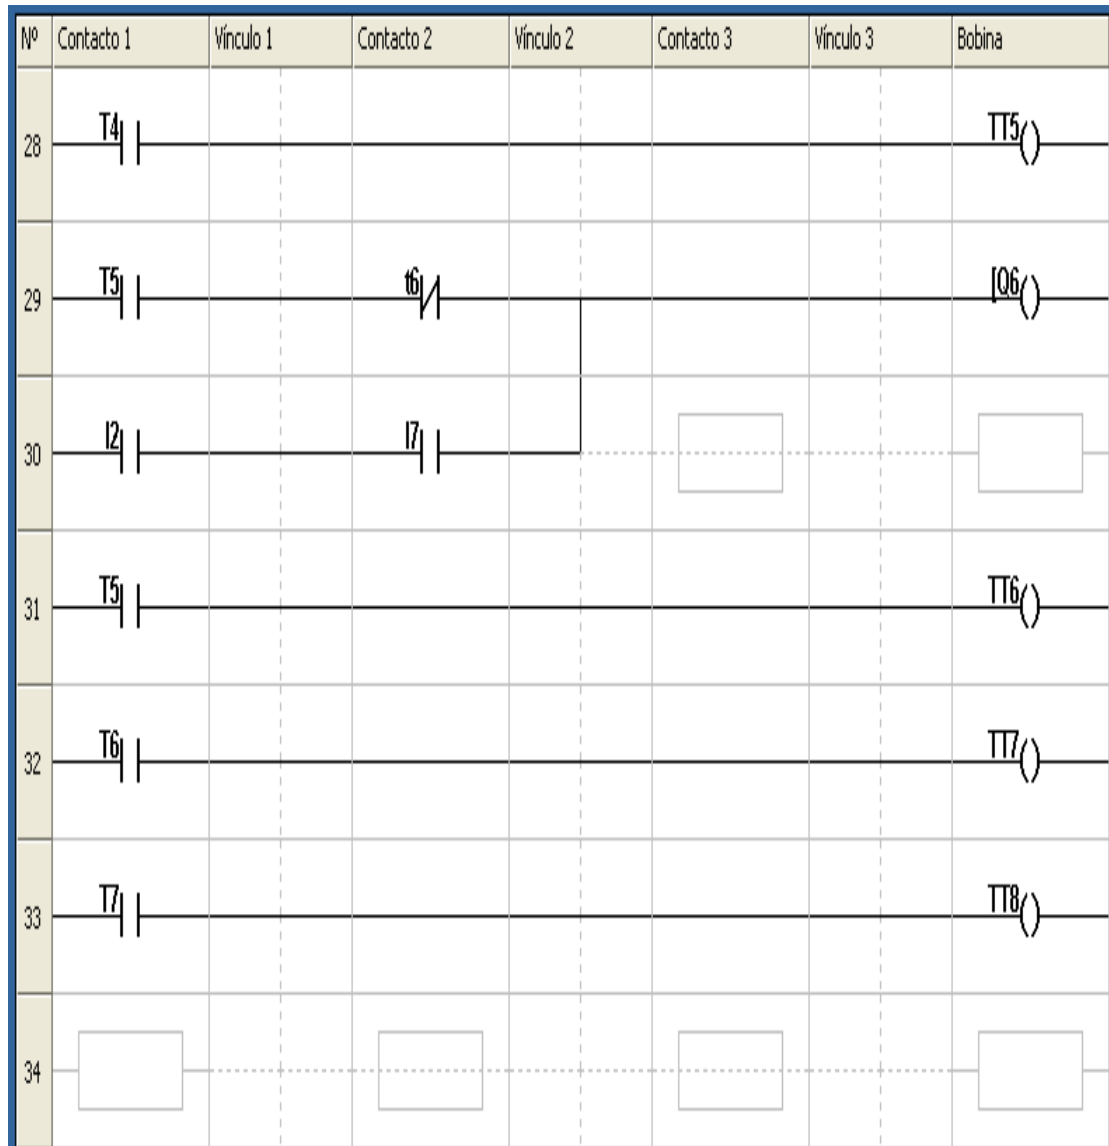 Nº Contacto 1 Vínculo 1 Contacto 2 Vínculo 2 Contacto 3 Vínculo 3 Bobina
28 T4 TT5
29 T5 t6 [Q6
30 I2 I7
31 T5 TT6
32 T6 TT7
33 T7 TT8
34